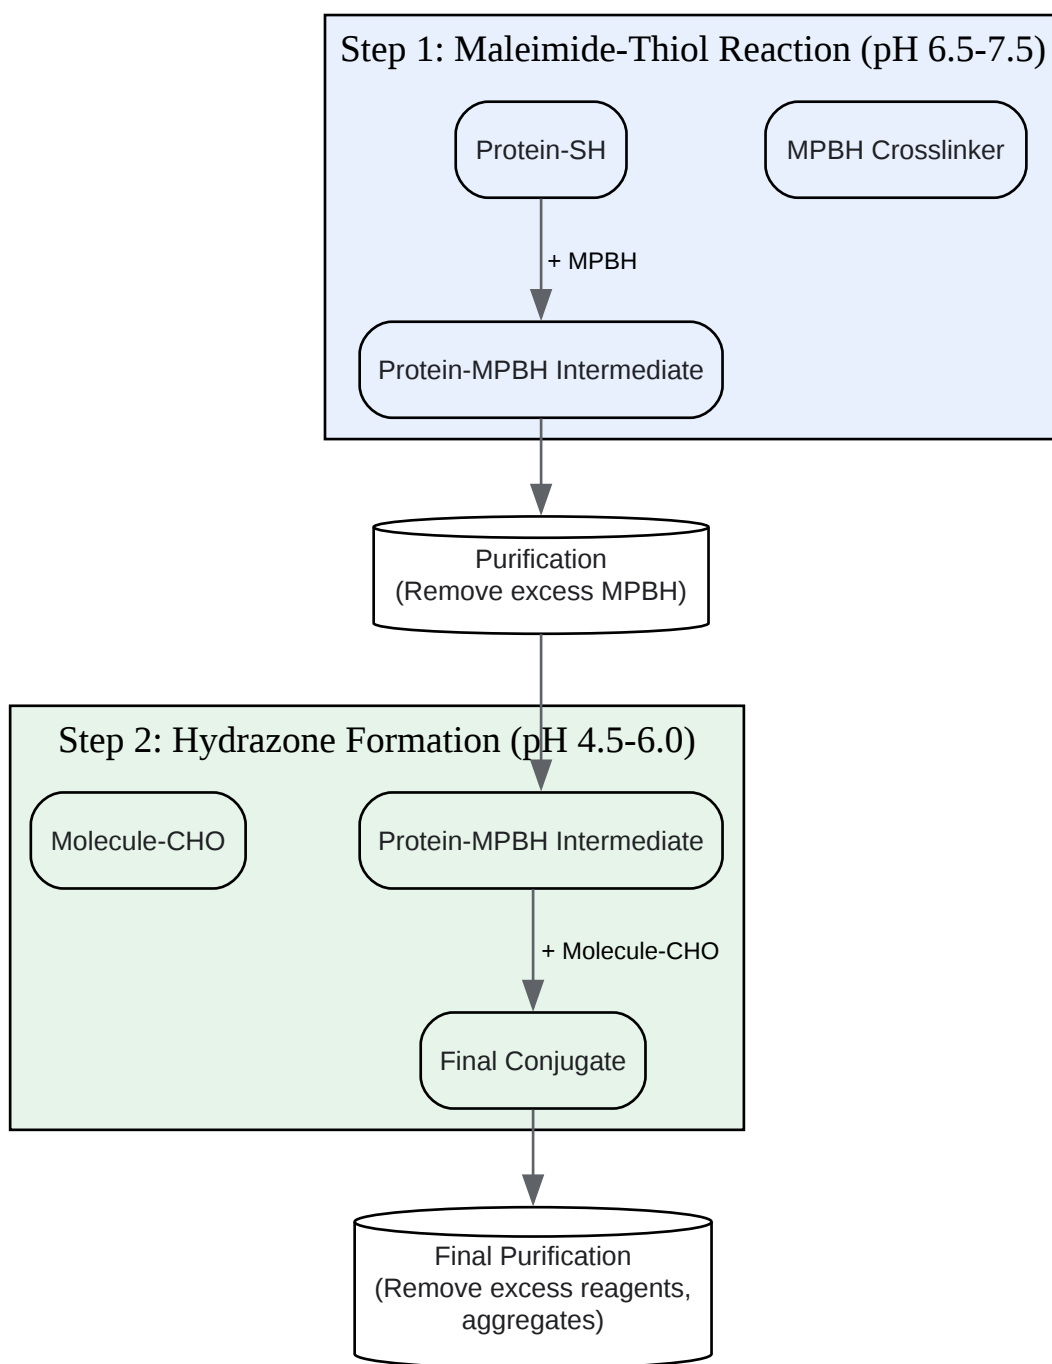 Step 1: Maleimide-Thiol Reaction (pH 6.5-7.5)
Protein-SH
MPBH Crosslinker
+ MPBH
Protein-MPBH Intermediate
Purification
(Remove excess MPBH)
Step 2: Hydrazone Formation (pH 4.5-6.0)
Molecule-CHO
Protein-MPBH Intermediate
+ Molecule-CHO
Final Conjugate
Final Purification
(Remove excess reagents,
aggregates)